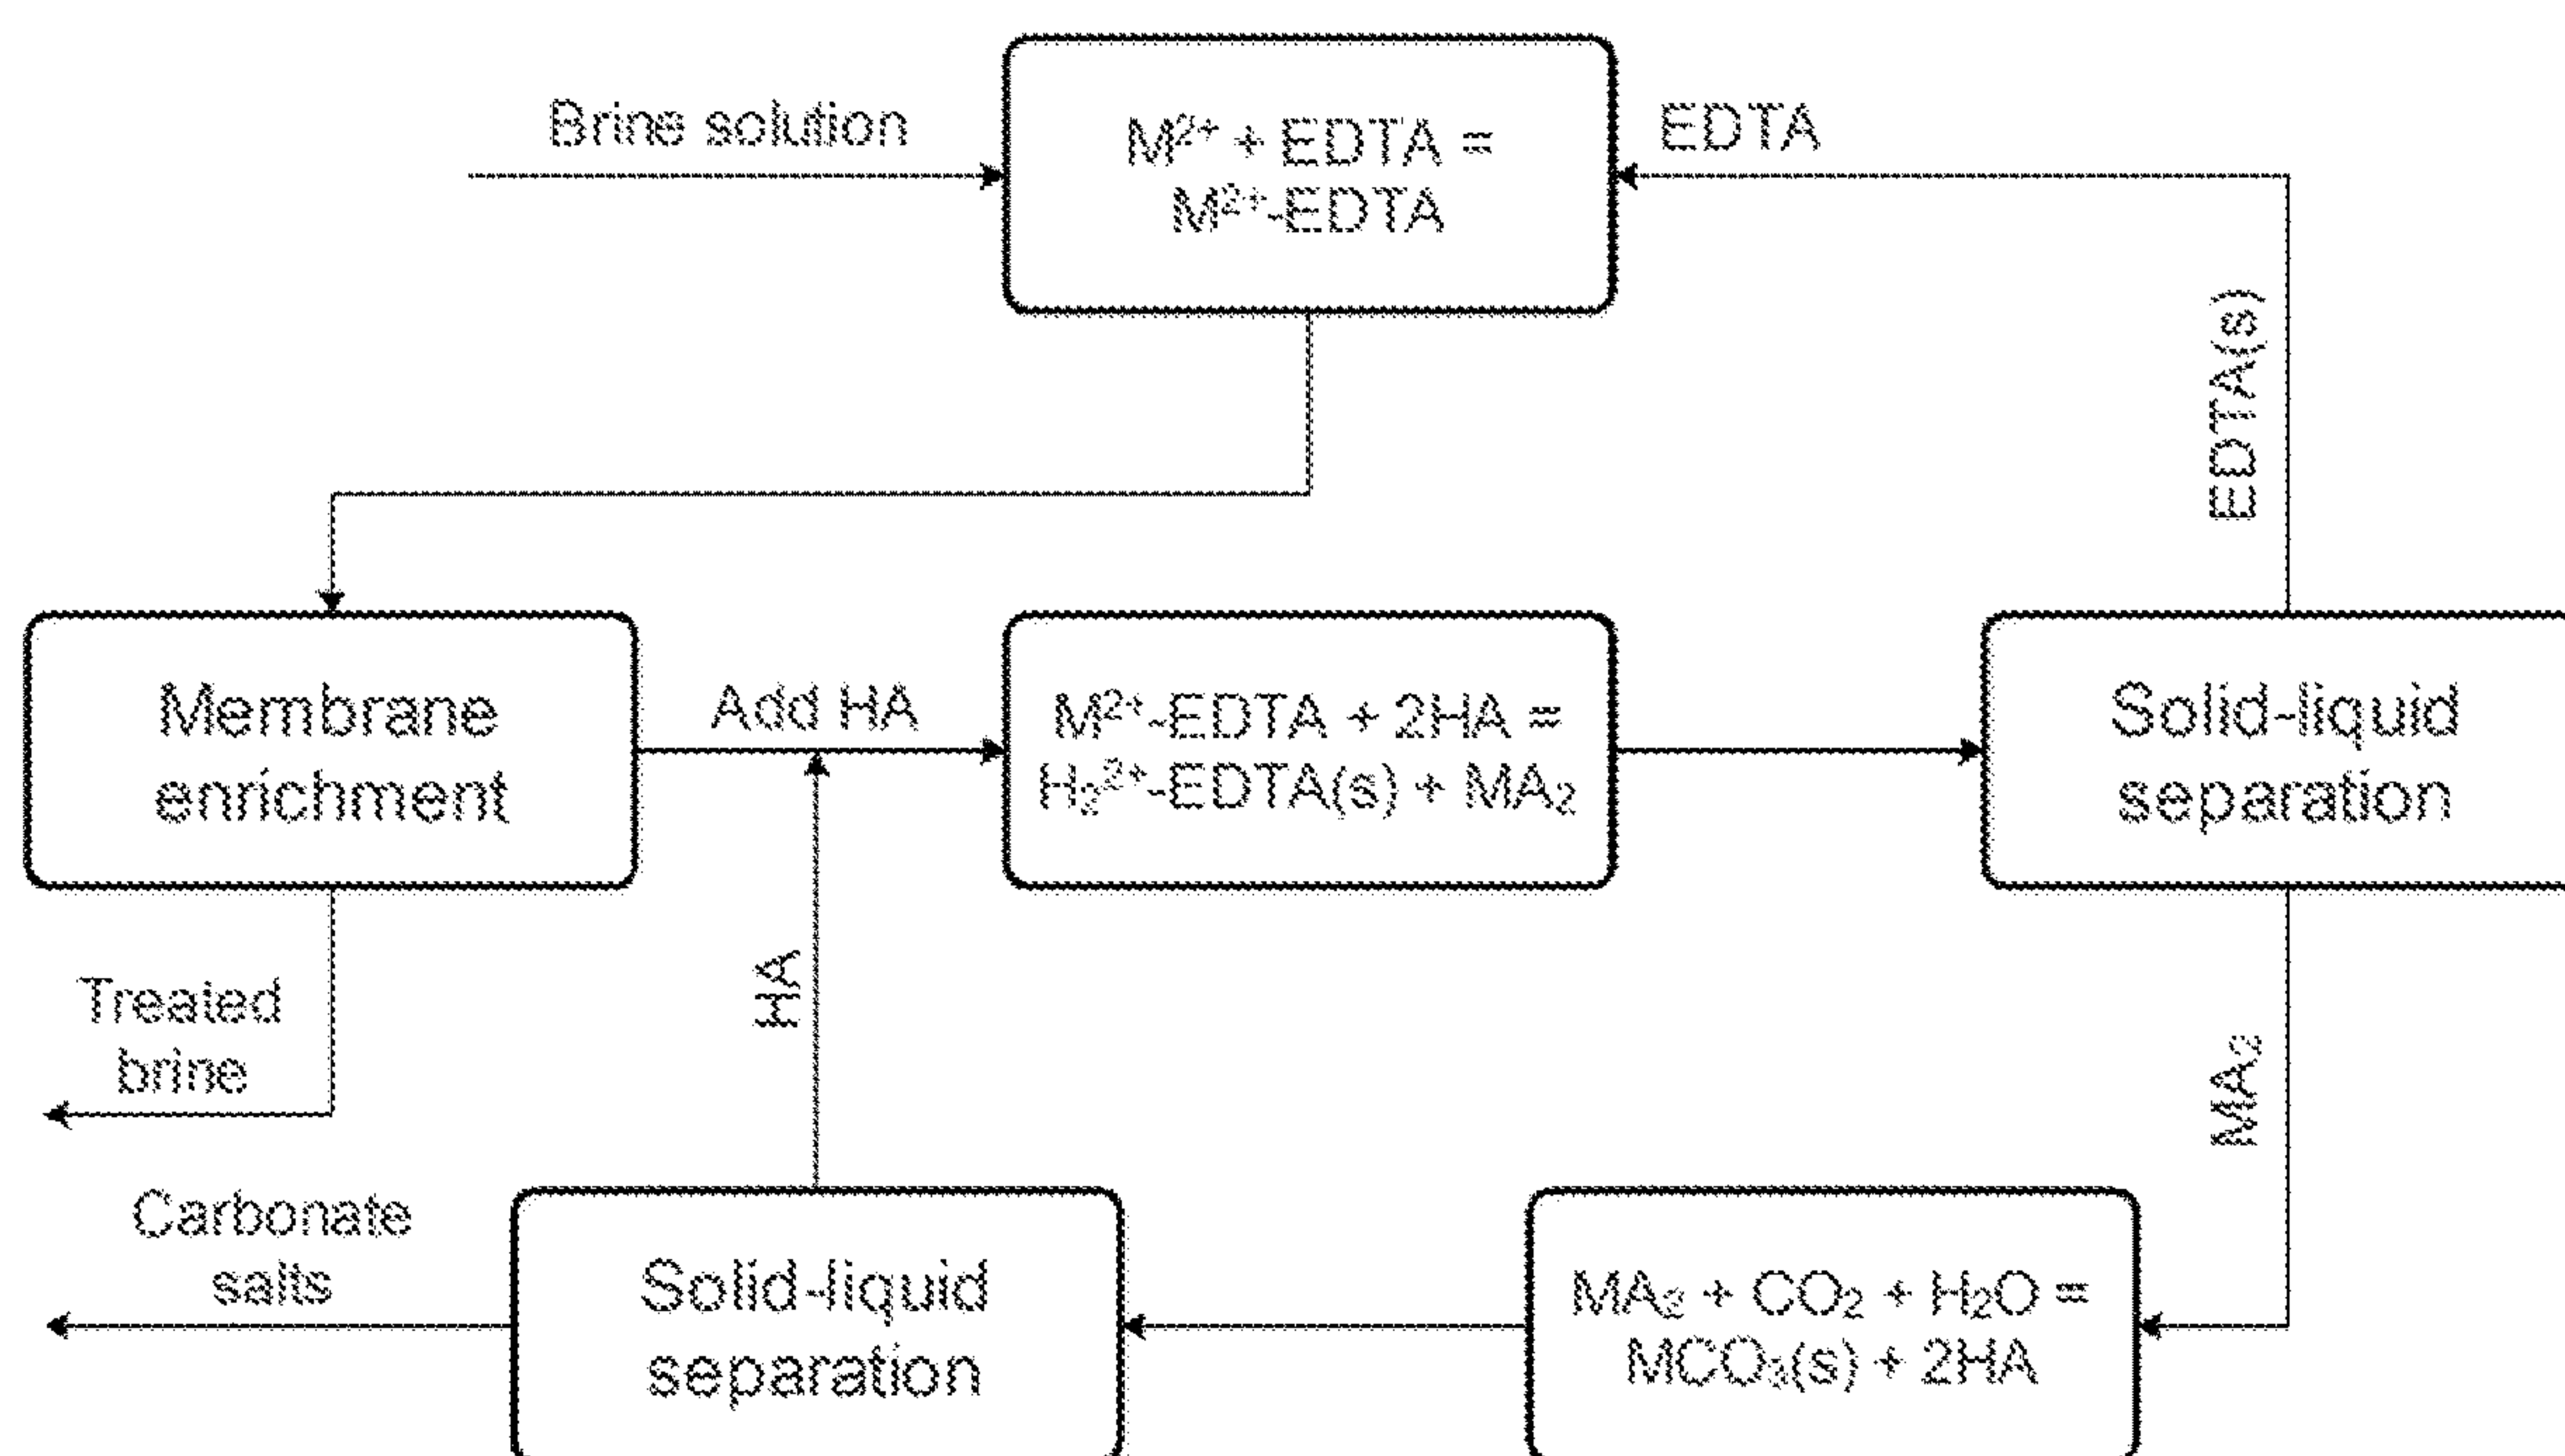 Brine solution
M²⁺ + EDTA =
M²⁺-EDTA
EDTA
EDTA(s)
Membrane
enrichment
Add HA
M²⁺-EDTA + 2HA =
H₂²⁺-EDTA(s) + MA₂
Solid-liquid
separation
Treated
brine
HA
MA₂
Carbonate
salts
Solid-liquid
separation
MA₂ + CO₂ + H₂O =
MCO₃(s) + 2HA